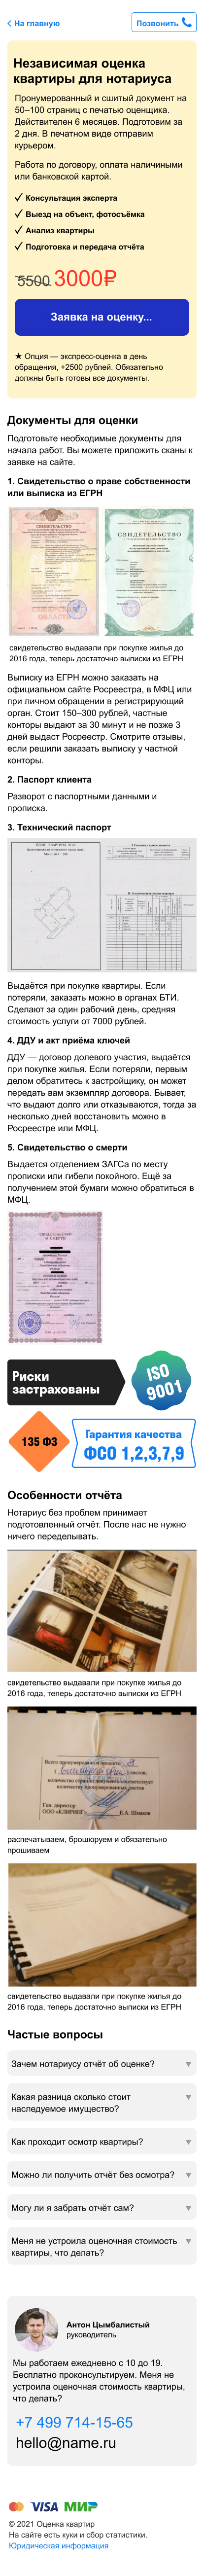 На главную
Позвонить
Независимая оценка
квартиры для нотариуса
Пронумерованный и сшитый документ на
50–100 страниц с печатью оценщика.
Действителен 6 месяцев. Подготовим за
2 дня. В печатном виде отправим
курьером.
Работа по договору, оплата наличными
или банковской картой.
✓ Консультация эксперта
✓ Выезд на объект, фотосъёмка
✓ Анализ квартиры
✓ Подготовка и передача отчёта
5500 3000₽
Заявка на оценку...
★ Опция — экспресс-оценка в день
обращения, +2500 рублей. Обязательно
должны быть готовы все документы.
Документы для оценки
Подготовьте необходимые документы для
начала работ. Вы можете приложить сканы к
заявке на сайте.
1. Свидетельство о праве собственности
или выписка из ЕГРН
СВИДЕТЕЛЬСТВО
СВИДЕТЕЛЬСТВО
свидетельство выдавали при покупке жилья до
2016 года, теперь достаточно выписки из ЕГРН
Выписку из ЕГРН можно заказать на
официальном сайте Росреестра, в МФЦ или
при личном обращении в регистрирующий
орган. Стоит 150–300 рублей, частные
конторы выдают за 30 минут и не позже 3
дней выдаст Росреестр. Смотрите отзывы,
если решили заказать выписку у частной
конторы.
2. Паспорт клиента
Разворот с паспортными данными и
прописка.
3. Технический паспорт
Выдаётся при покупке квартиры. Если
потеряли, заказать можно в органах БТИ.
Сделают за один рабочий день, средняя
стоимость услуги от 7000 рублей.
4. ДДУ и акт приёма ключей
ДДУ — договор долевого участия, выдаётся
при покупке жилья. Если потеряли, первым
делом обратитесь к застройщику, он может
передать вам экземпляр договора. Бывает,
что выдают долго или отказываются, тогда за
несколько дней восстановить можно в
Росреестре или МФЦ.
5. Свидетельство о смерти
Выдается отделением ЗАГСа по месту
прописки или гибели покойного. Ещё за
получением этой бумаги можно обратиться в
МФЦ.
СВИДЕТЕЛЬСТВО
О СМЕРТИ
Риски
застрахованы
ISO
9001
135 ФЗ
Гарантия качества
ФСО 1,2,3,7,9
Особенности отчёта
Нотариус без проблем принимает
подготовленный отчёт. После нас не нужно
ничего переделывать.
свидетельство выдавали при покупке жилья до
2016 года, теперь достаточно выписки из ЕГРН
Всего пронумеровано и
количество страниц соответствует
Ген. директор
ООО «КЛИРИНГ» Е.А. Шмаков
распечатываем, брошюруем и обязательно
прошиваем
свидетельство выдавали при покупке жилья до
2016 года, теперь достаточно выписки из ЕГРН
Частые вопросы
Зачем нотариусу отчёт об оценке?
Какая разница сколько стоит
наследуемое имущество?
Как проходит осмотр квартиры?
Можно ли получить отчёт без осмотра?
Могу ли я забрать отчёт сам?
Меня не устроила оценочная стоимость
квартиры, что делать?
Антон Цымбалистый
руководитель
Мы работаем ежедневно с 10 до 19.
Бесплатно проконсультируем. Меня не
устроила оценочная стоимость квартиры,
что делать?
+7 499 714-15-65
hello@name.ru
VISA МИР
© 2021 Оценка квартир
На сайте есть куки и сбор статистики.
Юридическая информация